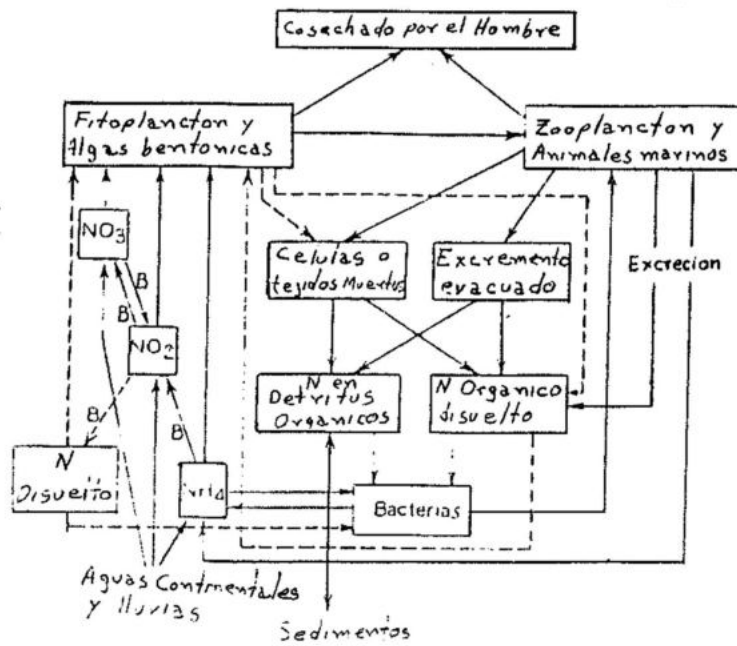 Cosechado por el Hombre
Fitoplancton y
Algas bentonicas
Zooplancton y
Animales marinos
NO3
Celulas o
tejidos Muertos
Excremento
evacuado
Excrecion
B
B
NO2
B
B
N en
Detritus
Organicos
N Organico
disuelto
N
Disuelto
NH4
Bacterias
Aguas Continentales
y lluvias
Sedimentos